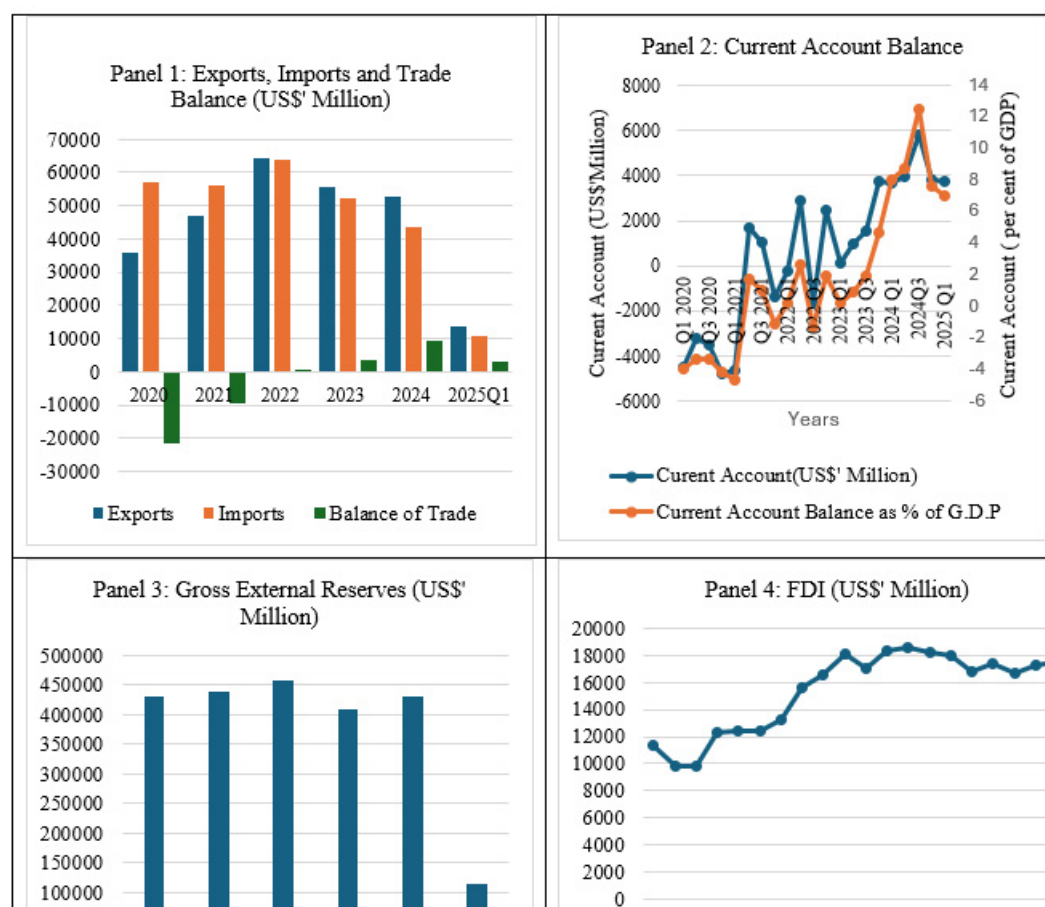 Panel 1: Exports, Imports and Trade
Balance (US$' Million)
70000
60000
50000
40000
30000
20000
10000
0
-10000
-20000
-30000
2020
2021
2022
2023
2024
2025Q1
Exports
Imports
Balance of Trade
Panel 2: Current Account Balance
Current Account (US$'Million)
8000
6000
4000
2000
0
-2000
-4000
-6000
14
12
10
8
6
4
2
0
-2
-4
-6
Current Account ( per cent of GDP)
Q1 2020
Q3 2020
Q1 2021
Q3 2021
2022 Q1
2022 Q3
2023 Q1
2023 Q3
2024 Q1
2024Q3
2025 Q1
Years
Curent Account(US$' Million)
Current Account Balance as % of G.D.P
Panel 3: Gross External Reserves (US$'
Million)
500000
450000
400000
350000
300000
250000
200000
150000
100000
Panel 4: FDI (US$' Million)
20000
18000
16000
14000
12000
10000
8000
6000
4000
2000
0